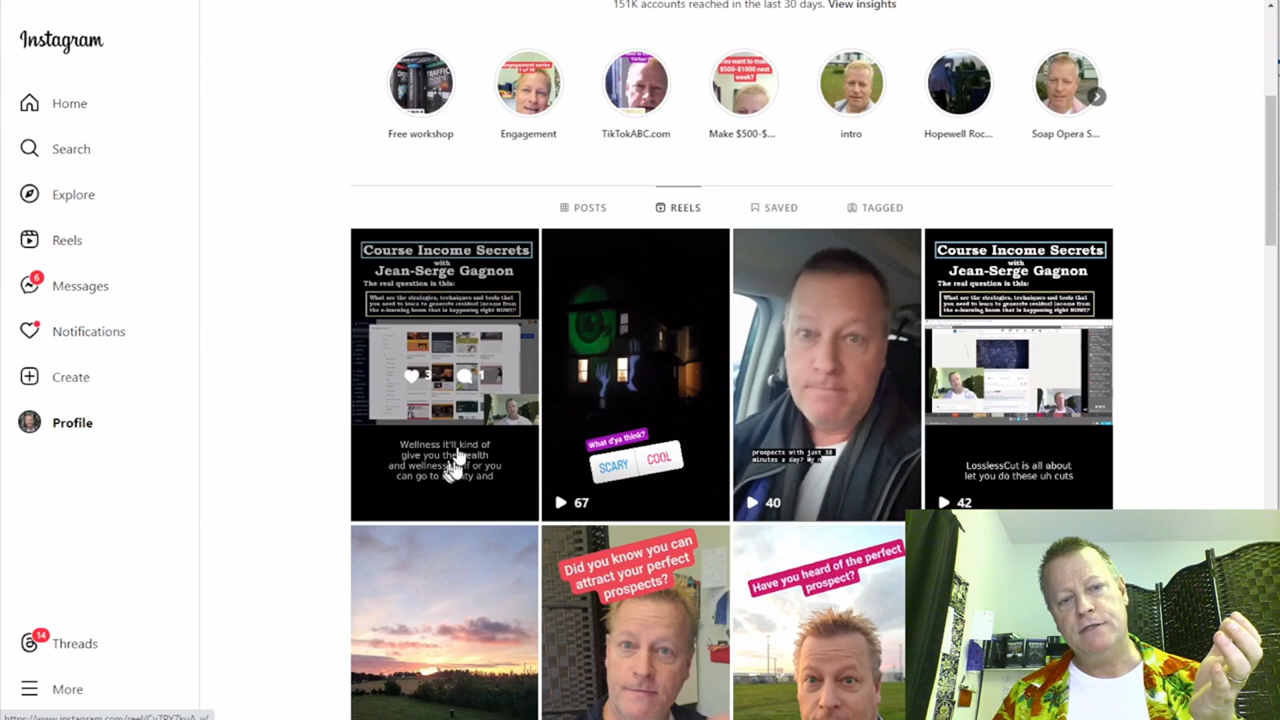 151K accounts reached in the last 30 days. View insights
Instagram
Home
Search
Explore
Reels
6
Messages
Notifications
Create
Profile
14
Threads
More
Free workshop
Engagement
TikTokABC.com
Make $500-$...
intro
Hopewell Roc...
Soap Opera S...
POSTS
REELS
SAVED
TAGGED
Course Income Secrets
with
Jean-Serge Gagnon
The real question is this:
What are the strategies, techniques and tools that
you need to learn to generate residual income from
the e-learning boom that is happening right NOW?
3
1
Wellness it'll kind of
give you the health
and wellness or you
can go to and
What d'ya think?
SCARY
COOL
67
prospects with just 30
minutes a day? My
40
Course Income Secrets
with
Jean-Serge Gagnon
The real question is this:
What are the strategies, techniques and tools that
you need to learn to generate residual income from
the e-learning boom that is happening right NOW?
LosslessCut is all about
let you do these uh cuts
42
Did you know you can
attract your perfect
prospects?
Have you heard of the perfect
prospect?